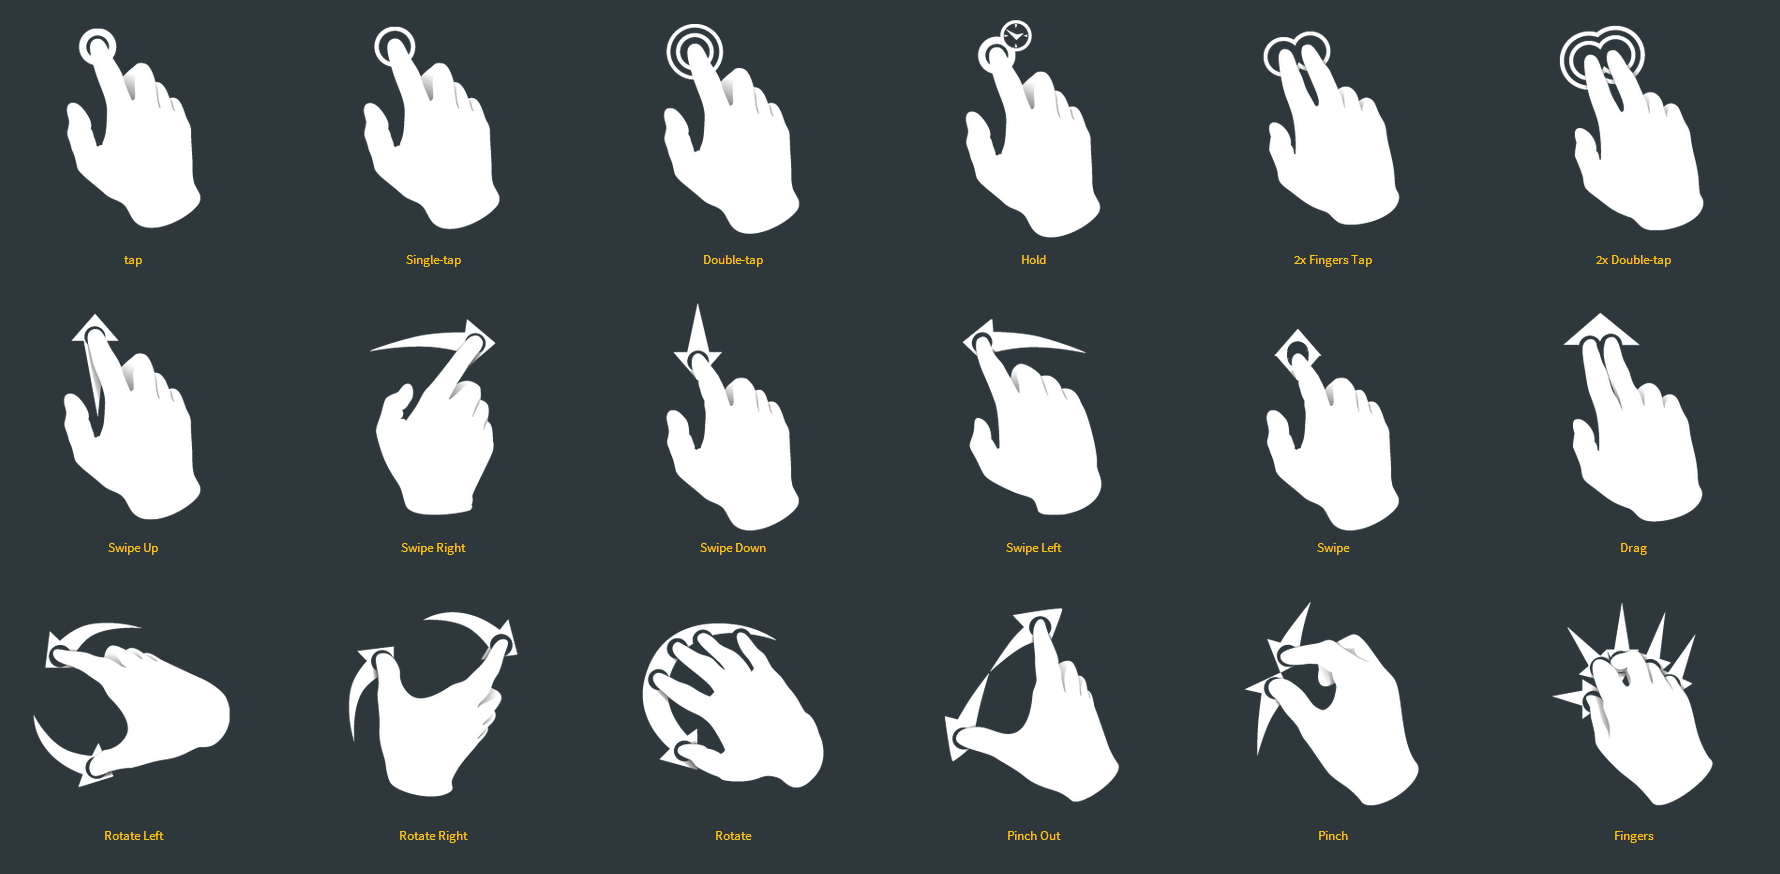 tap
Single-tap
Double-tap
Hold
2x Fingers Tap
2x Double-tap
Swipe Up
Swipe Right
Swipe Down
Swipe Left
Swipe
Drag
Rotate Left
Rotate Right
Rotate
Pinch Out
Pinch
Fingers